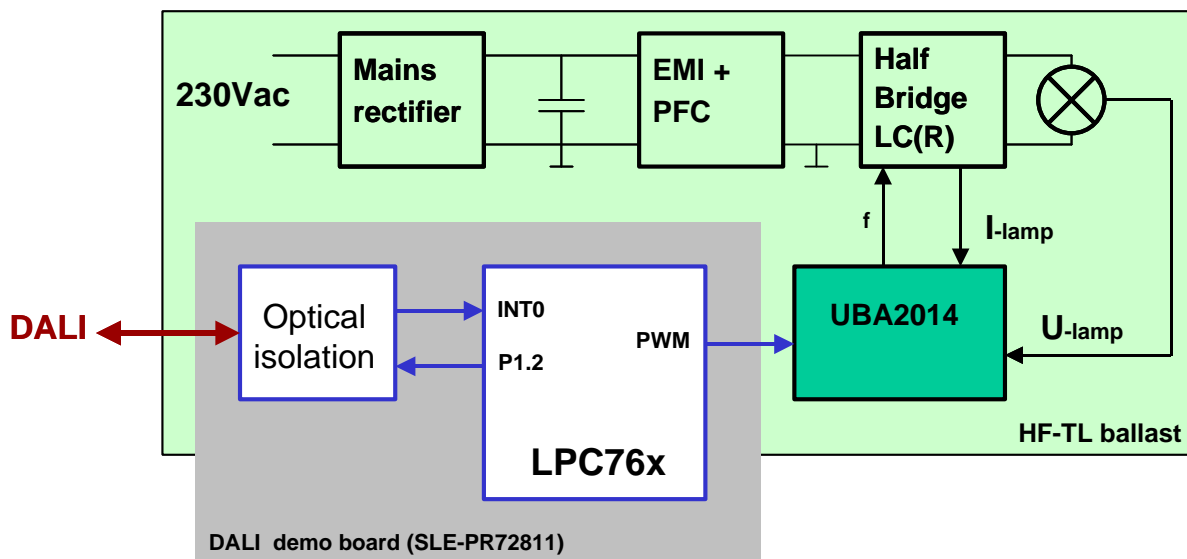 230Vac
Mains
rectifier
EMI +
PFC
Half
Bridge
LC(R)
f
I-lamp
DALI
Optical
isolation
INT0
P1.2
PWM
LPC76x
UBA2014
U-lamp
HF-TL ballast
DALI demo board (SLE-PR72811)